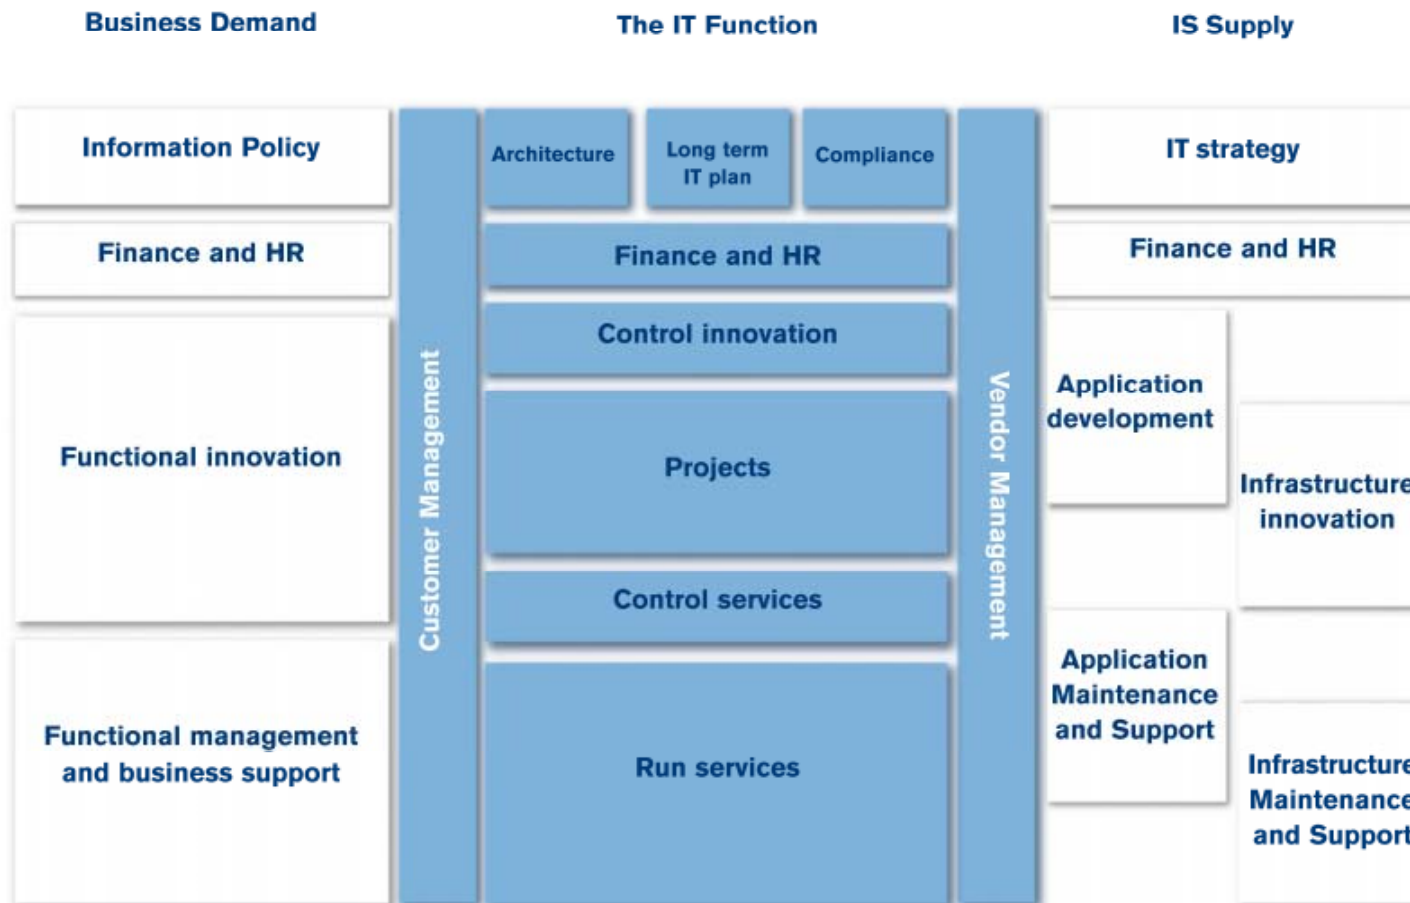 Business Demand
The IT Function
IS Supply
Information Policy
Architecture
Long term
IT plan
Compliance
IT strategy
Finance and HR
Finance and HR
Finance and HR
Control innovation
Functional innovation
Customer Management
Projects
Vendor Management
Application
development
Infrastructure
innovation
Control services
Functional management
and business support
Run services
Application
Maintenance
and Support
Infrastructure
Maintenance
and Support